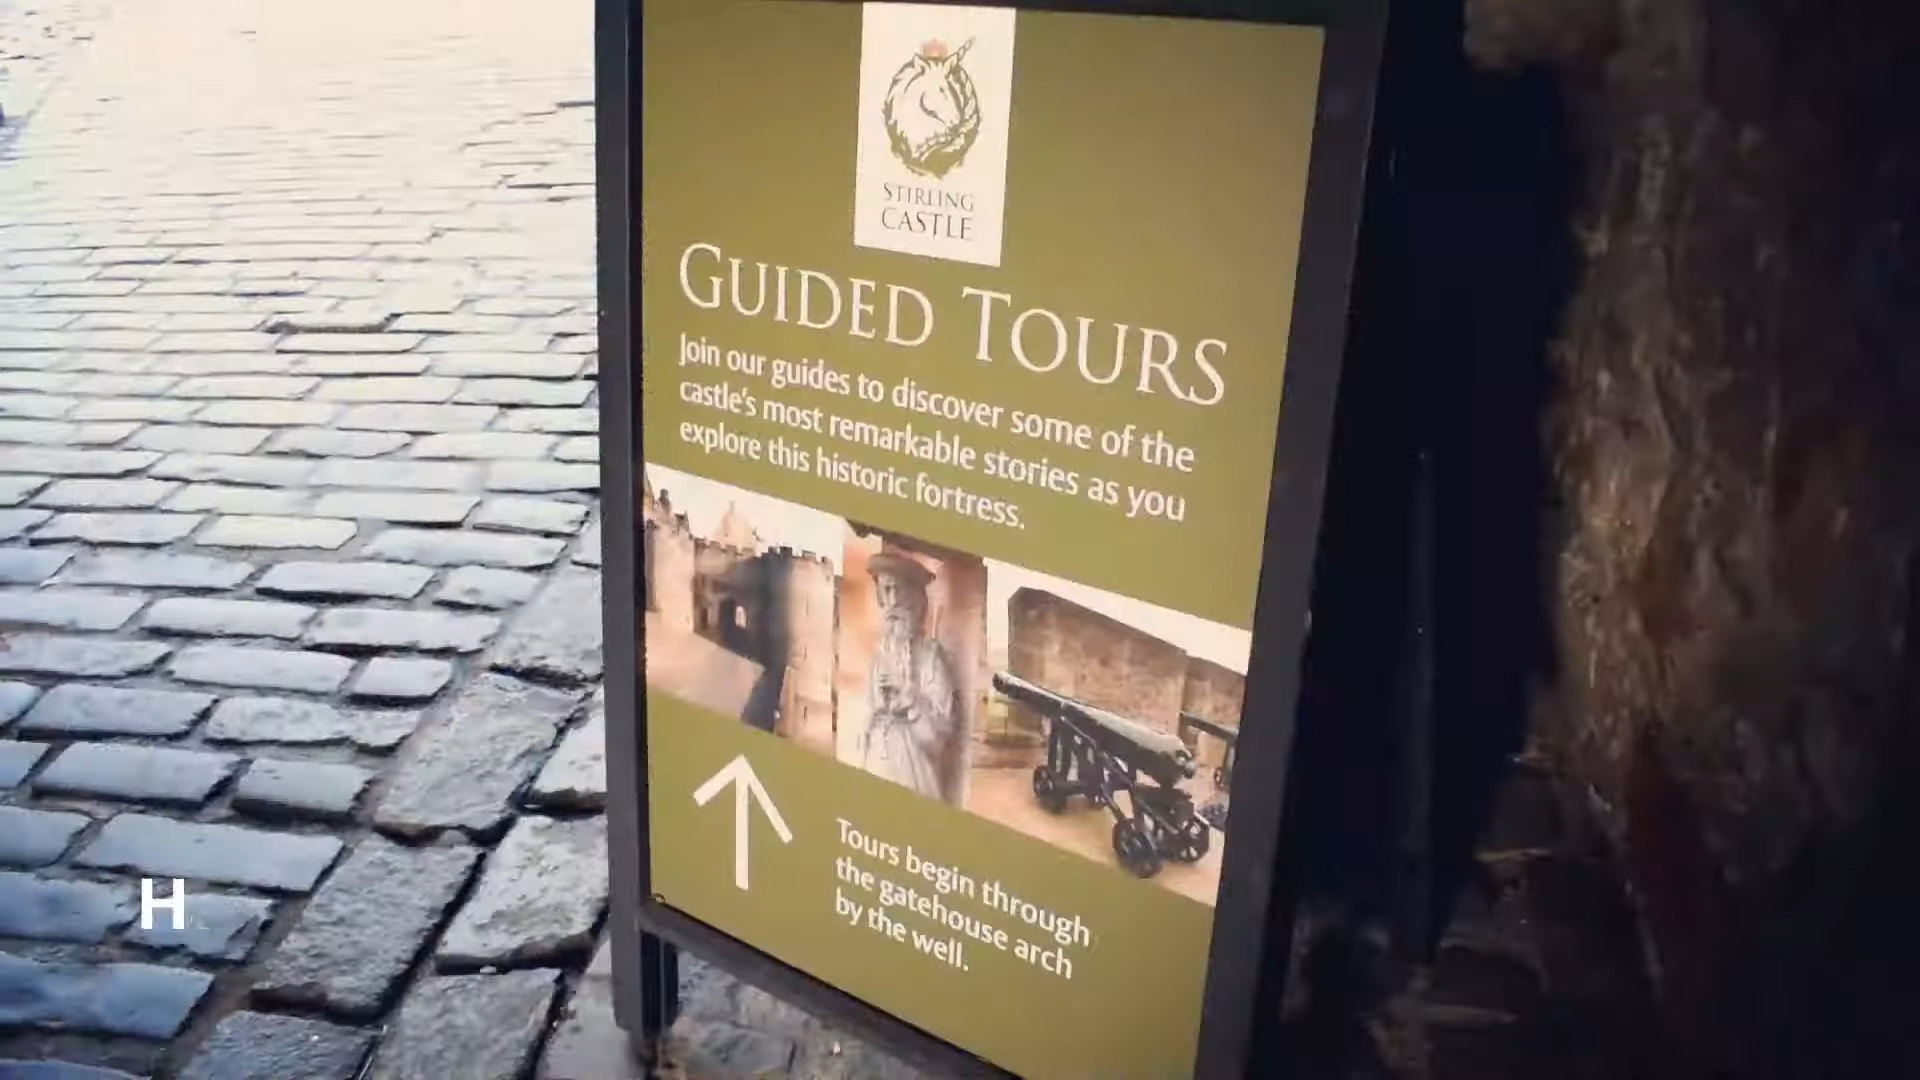 STIRLING
CASTLE
GUIDED TOURS
Join our guides to discover some of the
castle's most remarkable stories as you
explore this historic fortress.
Tours begin through
the gatehouse arch
by the well.
H